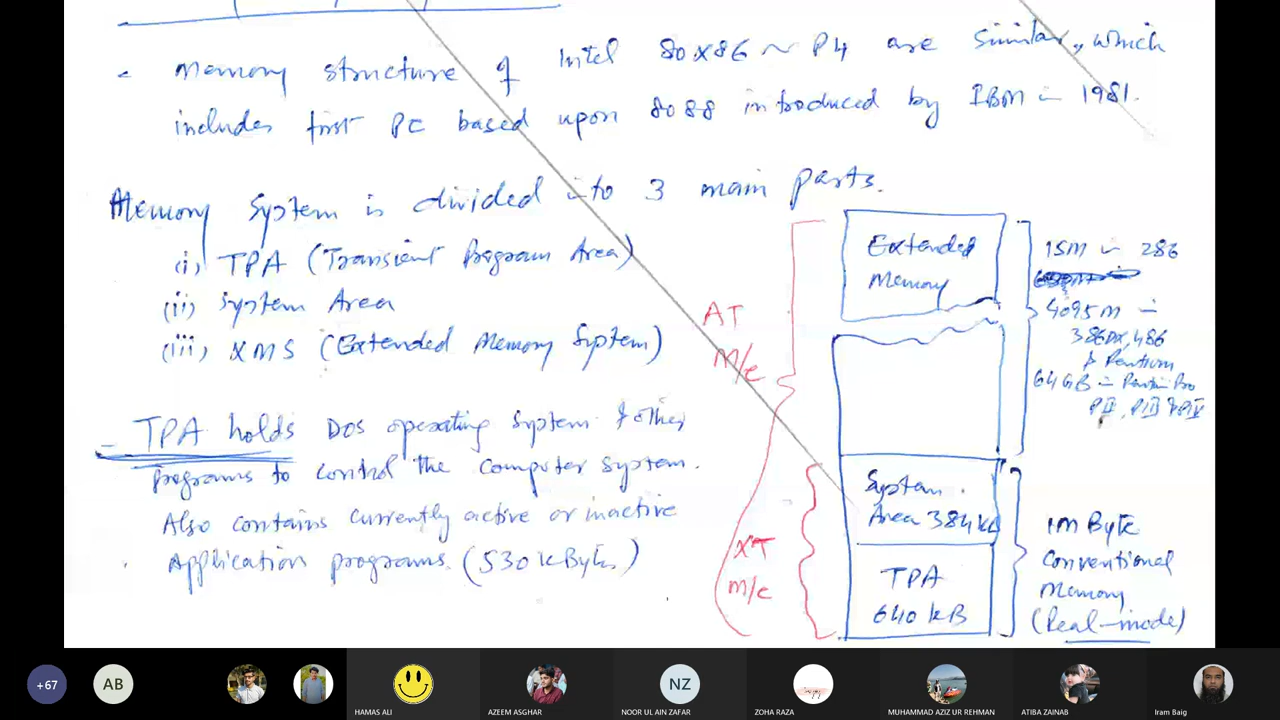 - Memory structure of Intel 80X86 ~ P4 are similar, which
includes first PC based upon 8088 introduced by IBM in 1981.
Memory System is divided into 3 main parts.
(i) TPA (Transient Program Area)
(ii) System Area
(iii) XMS (Extended Memory System)
- TPA holds DOS operating system & other
programs to control the computer system.
Also contains currently active or inactive
Application programs. (530 kBytes)
Extended
Memory
System
Area 384 kB
TPA
640 kB
AT
M/c
XT
M/c
15M in 286
4095M in
386DX, 486
& Pentium
64GB in Pentium Pro
PII, PIII & PIV
1M Byte
Conventional
Memory
(Real-mode)
+67
AB
HAMAS ALI
AZEEM ASGHAR
NZ
NOOR UL AIN ZAFAR
ZOHA RAZA
MUHAMMAD AZIZ UR REHMAN
ATIBA ZAINAB
Iram Baig